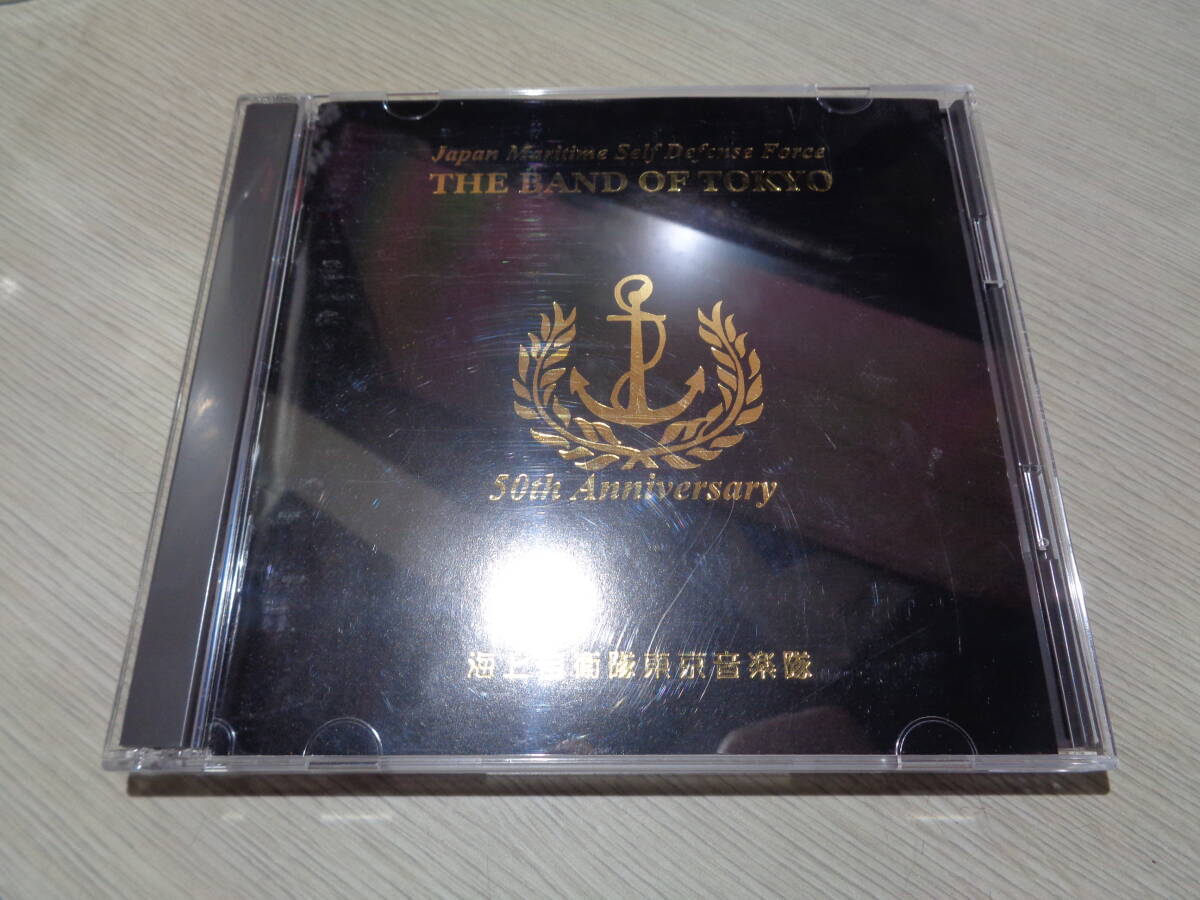 Japan Maritime Self Defense Force
THE BAND OF TOKYO
50th Anniversary
海上自衛隊東京音楽隊